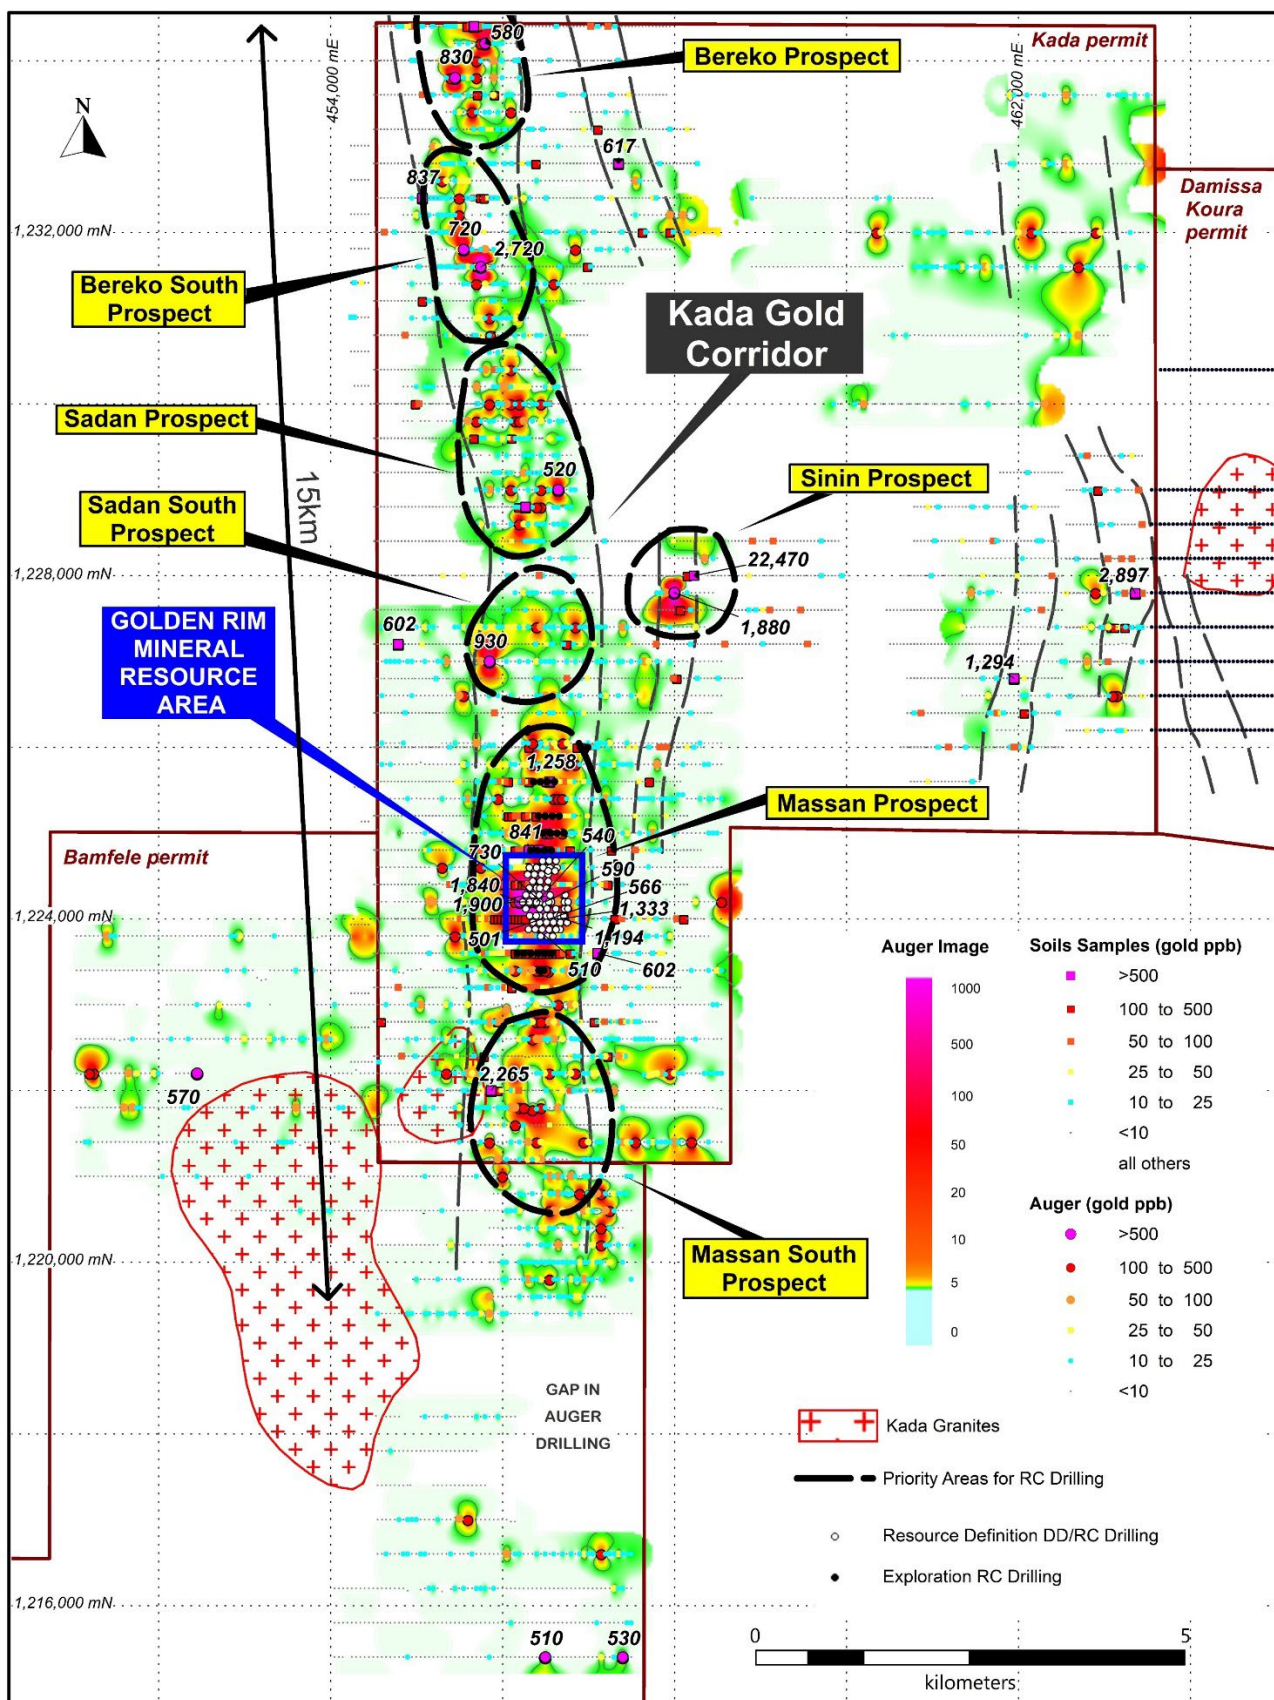 580
Kada permit
454,000 mE
462,000 mE
830
Bereko Prospect
N
617
837
Damissa
Koura
permit
1,232,000 mN
720
2,720
Bereko South
Prospect
Kada Gold
Corridor
Sadan Prospect
520
Sinin Prospect
Sadan South
Prospect
15km
22,470
1,228,000 mN
2,897
1,880
GOLDEN RIM
MINERAL
RESOURCE
AREA
602
930
1,294
1,258
Massan Prospect
841
540
730
Bamfele permit
590
1,840
566
1,900
1,333
1,224,000 mN
501
1,194
510
602
Auger Image
1000
500
100
50
20
10
5
0
Soils Samples (gold ppb)
>500
100 to 500
50 to 100
25 to 50
10 to 25
<10
all others
Auger (gold ppb)
>500
100 to 500
50 to 100
25 to 50
10 to 25
<10
2,265
570
Massan South
Prospect
1,220,000 mN
GAP IN
AUGER
DRILLING
Kada Granites
Priority Areas for RC Drilling
Resource Definition DD/RC Drilling
Exploration RC Drilling
1,216,000 mN
510
530
0
5
kilometers